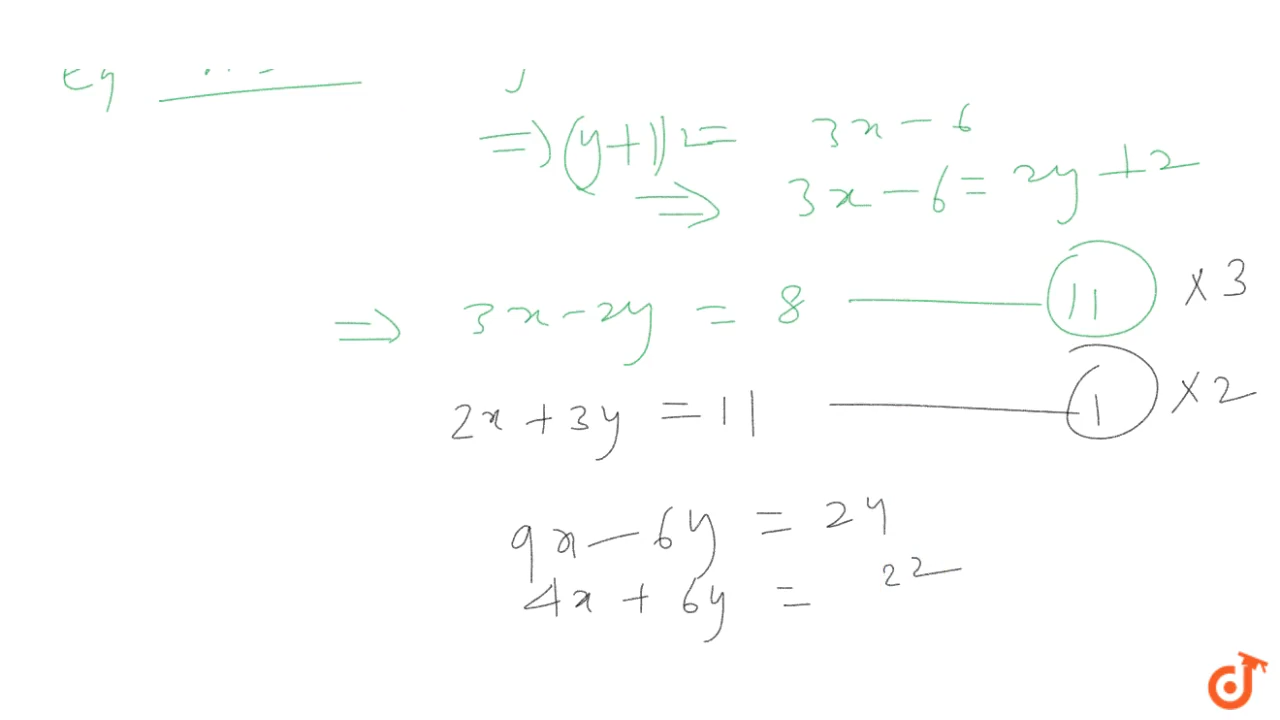 Eq
⇒ (y+1)2 = 3x - 6
⇒ 3x - 6 = 2y + 2
⇒ 3x - 2y = 8 —— 11 × 3
2x + 3y = 11 —— 1 × 2
9x - 6y = 24
4x + 6y = 22